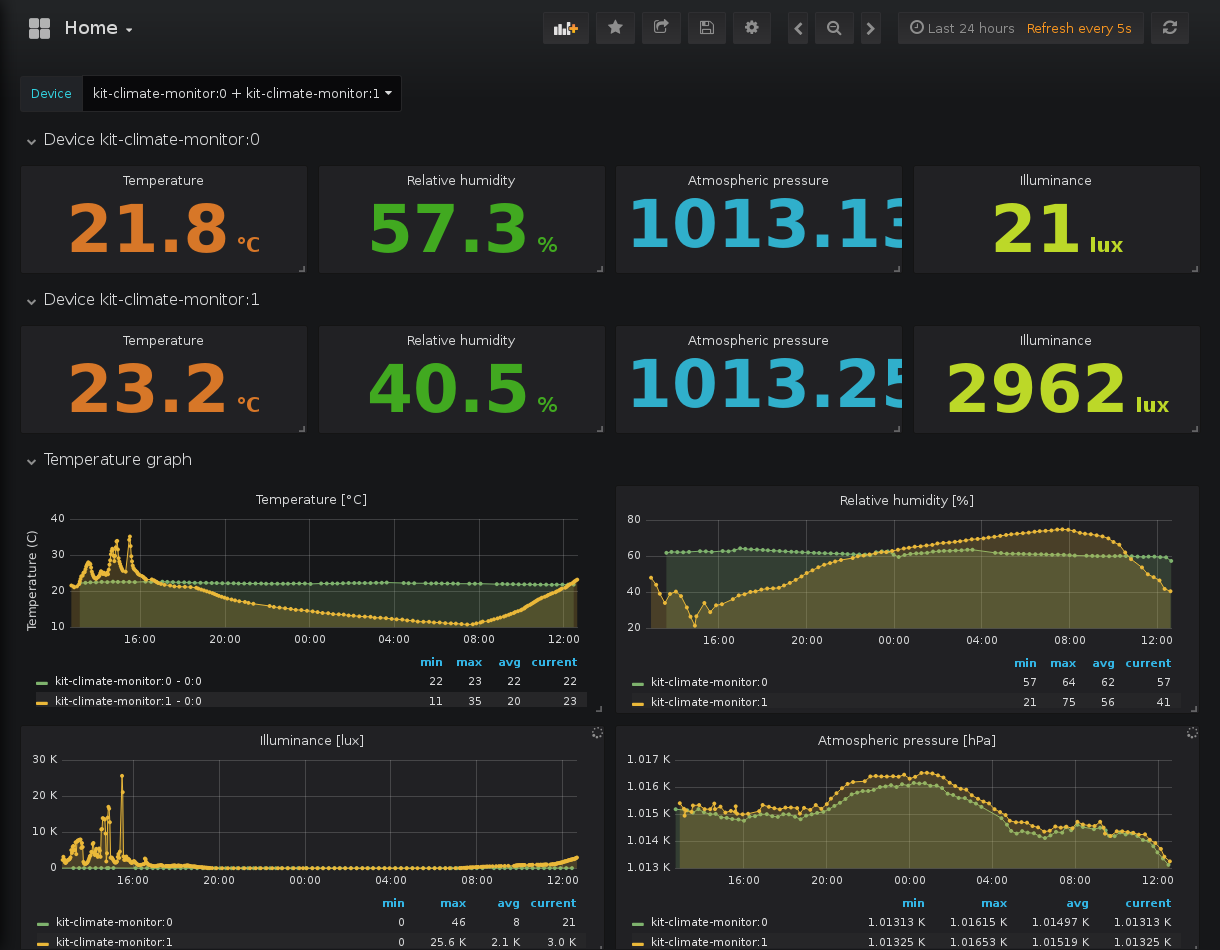 Home
Last 24 hours Refresh every 5s
Device kit-climate-monitor:0 + kit-climate-monitor:1
Device kit-climate-monitor:0
Temperature
21.8 °C
Relative humidity
57.3 %
Atmospheric pressure
1013.13
Illuminance
21 lux
Device kit-climate-monitor:1
Temperature
23.2 °C
Relative humidity
40.5 %
Atmospheric pressure
1013.25
Illuminance
2962 lux
Temperature graph
Temperature [°C]
Temperature (C)
40
30
20
10
16:00 20:00 00:00 04:00 08:00 12:00
min max avg current
kit-climate-monitor:0 - 0:0 22 23 22 22
kit-climate-monitor:1 - 0:0 11 35 20 23
Relative humidity [%]
80
60
40
20
16:00 20:00 00:00 04:00 08:00 12:00
min max avg current
kit-climate-monitor:0 57 64 62 57
kit-climate-monitor:1 21 75 56 41
Illuminance [lux]
30 K
20 K
10 K
0
16:00 20:00 00:00 04:00 08:00 12:00
min max avg current
kit-climate-monitor:0 0 46 8 21
kit-climate-monitor:1 0 25.6 K 2.1 K 3.0 K
Atmospheric pressure [hPa]
1.017 K
1.016 K
1.015 K
1.014 K
1.013 K
16:00 20:00 00:00 04:00 08:00 12:00
min max avg current
kit-climate-monitor:0 1.01313 K 1.01615 K 1.01497 K 1.01313 K
kit-climate-monitor:1 1.01325 K 1.01653 K 1.01519 K 1.01325 K